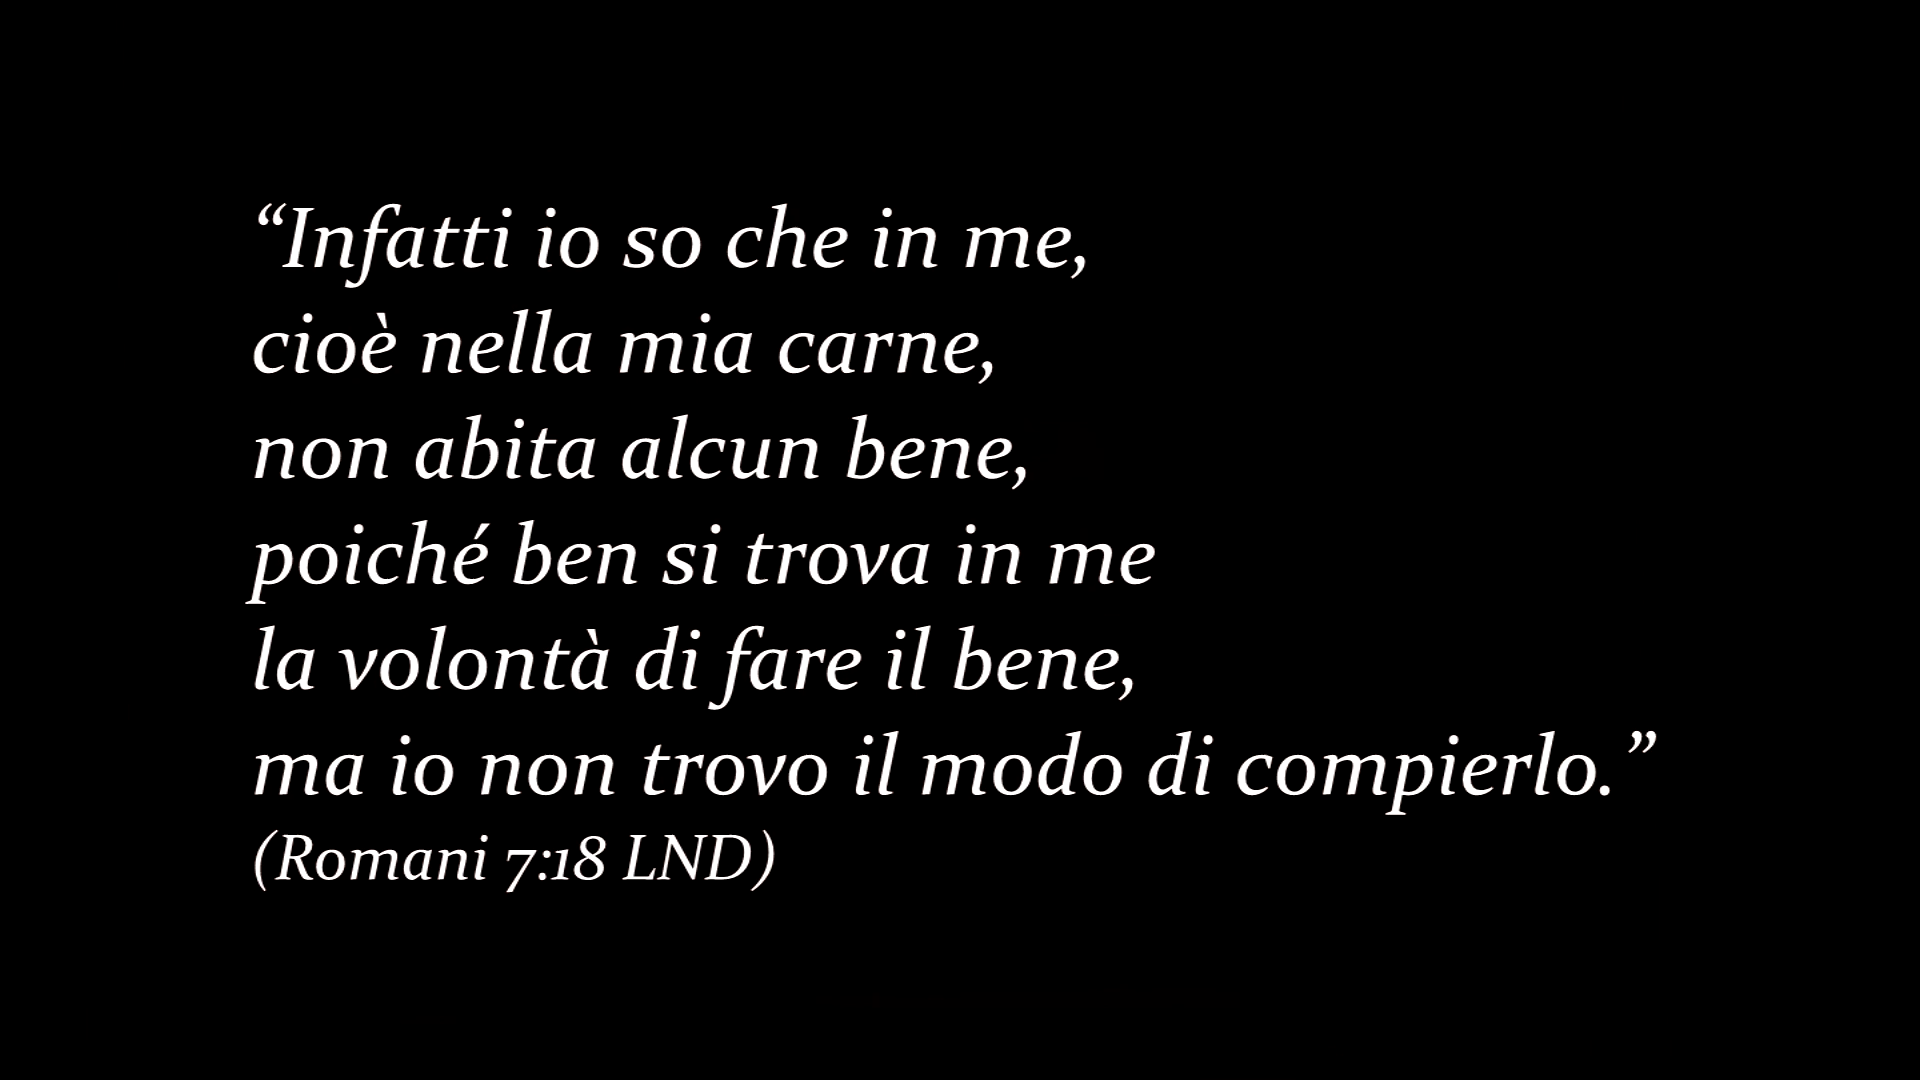 “Infatti io so che in me,
cioè nella mia carne,
non abita alcun bene,
poiché ben si trova in me
la volontà di fare il bene,
ma io non trovo il modo di compierlo.”
(Romani 7:18 LND)